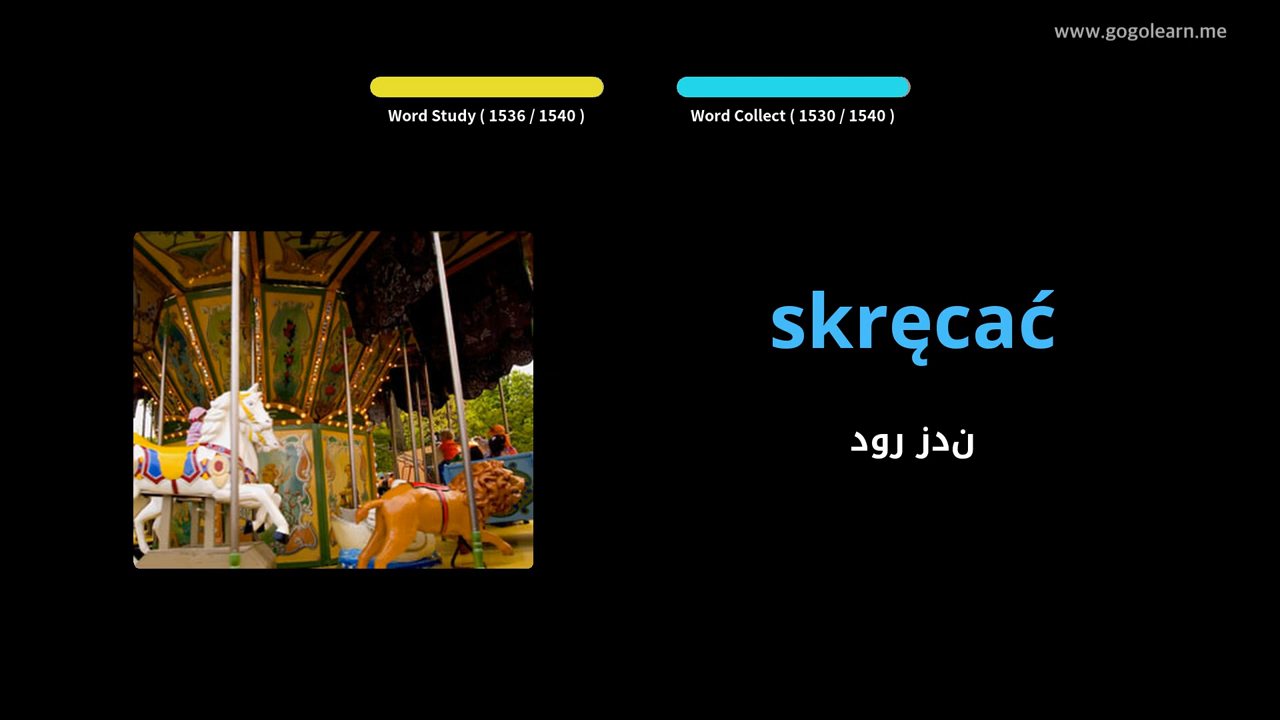 www.gogolearn.me
Word Study ( 1536 / 1540 )
Word Collect ( 1530 / 1540 )
skręcać
دور زدن